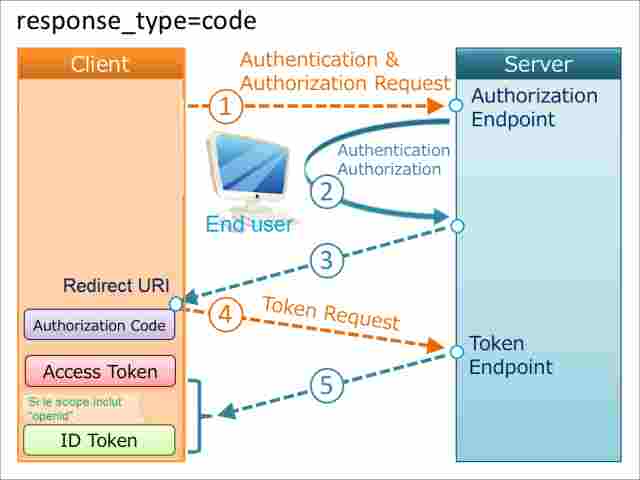 response_type=code
Client
Authentication &
Authorization Request
Server
1
Authorization
Endpoint
Authentication
Authorization
2
End user
3
Redirect URI
4
Token Request
Authorization Code
Token
Endpoint
Access Token
5
Si le scope inclut
"openid"
ID Token